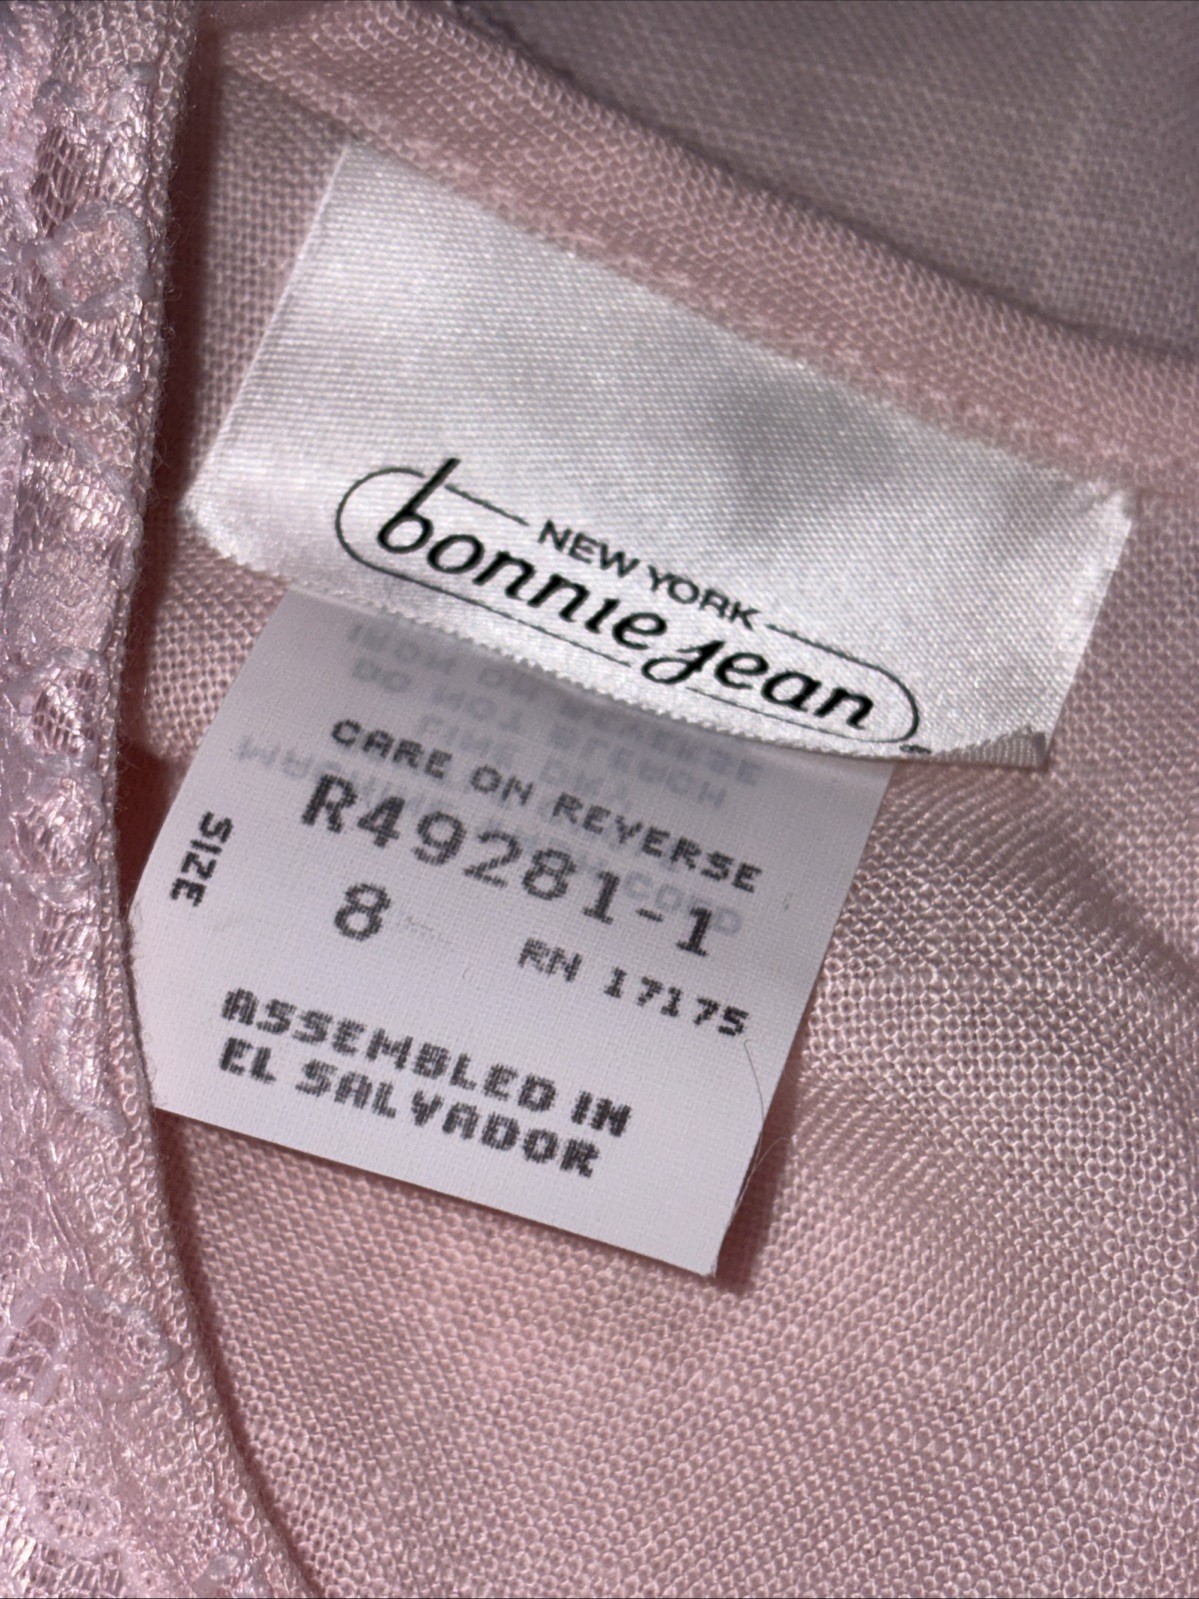 NEW YORK
bonnie jean
CARE ON REVERSE
R49281-1
SIZE
8
RN 17175
ASSEMBLED IN
EL SALVADOR